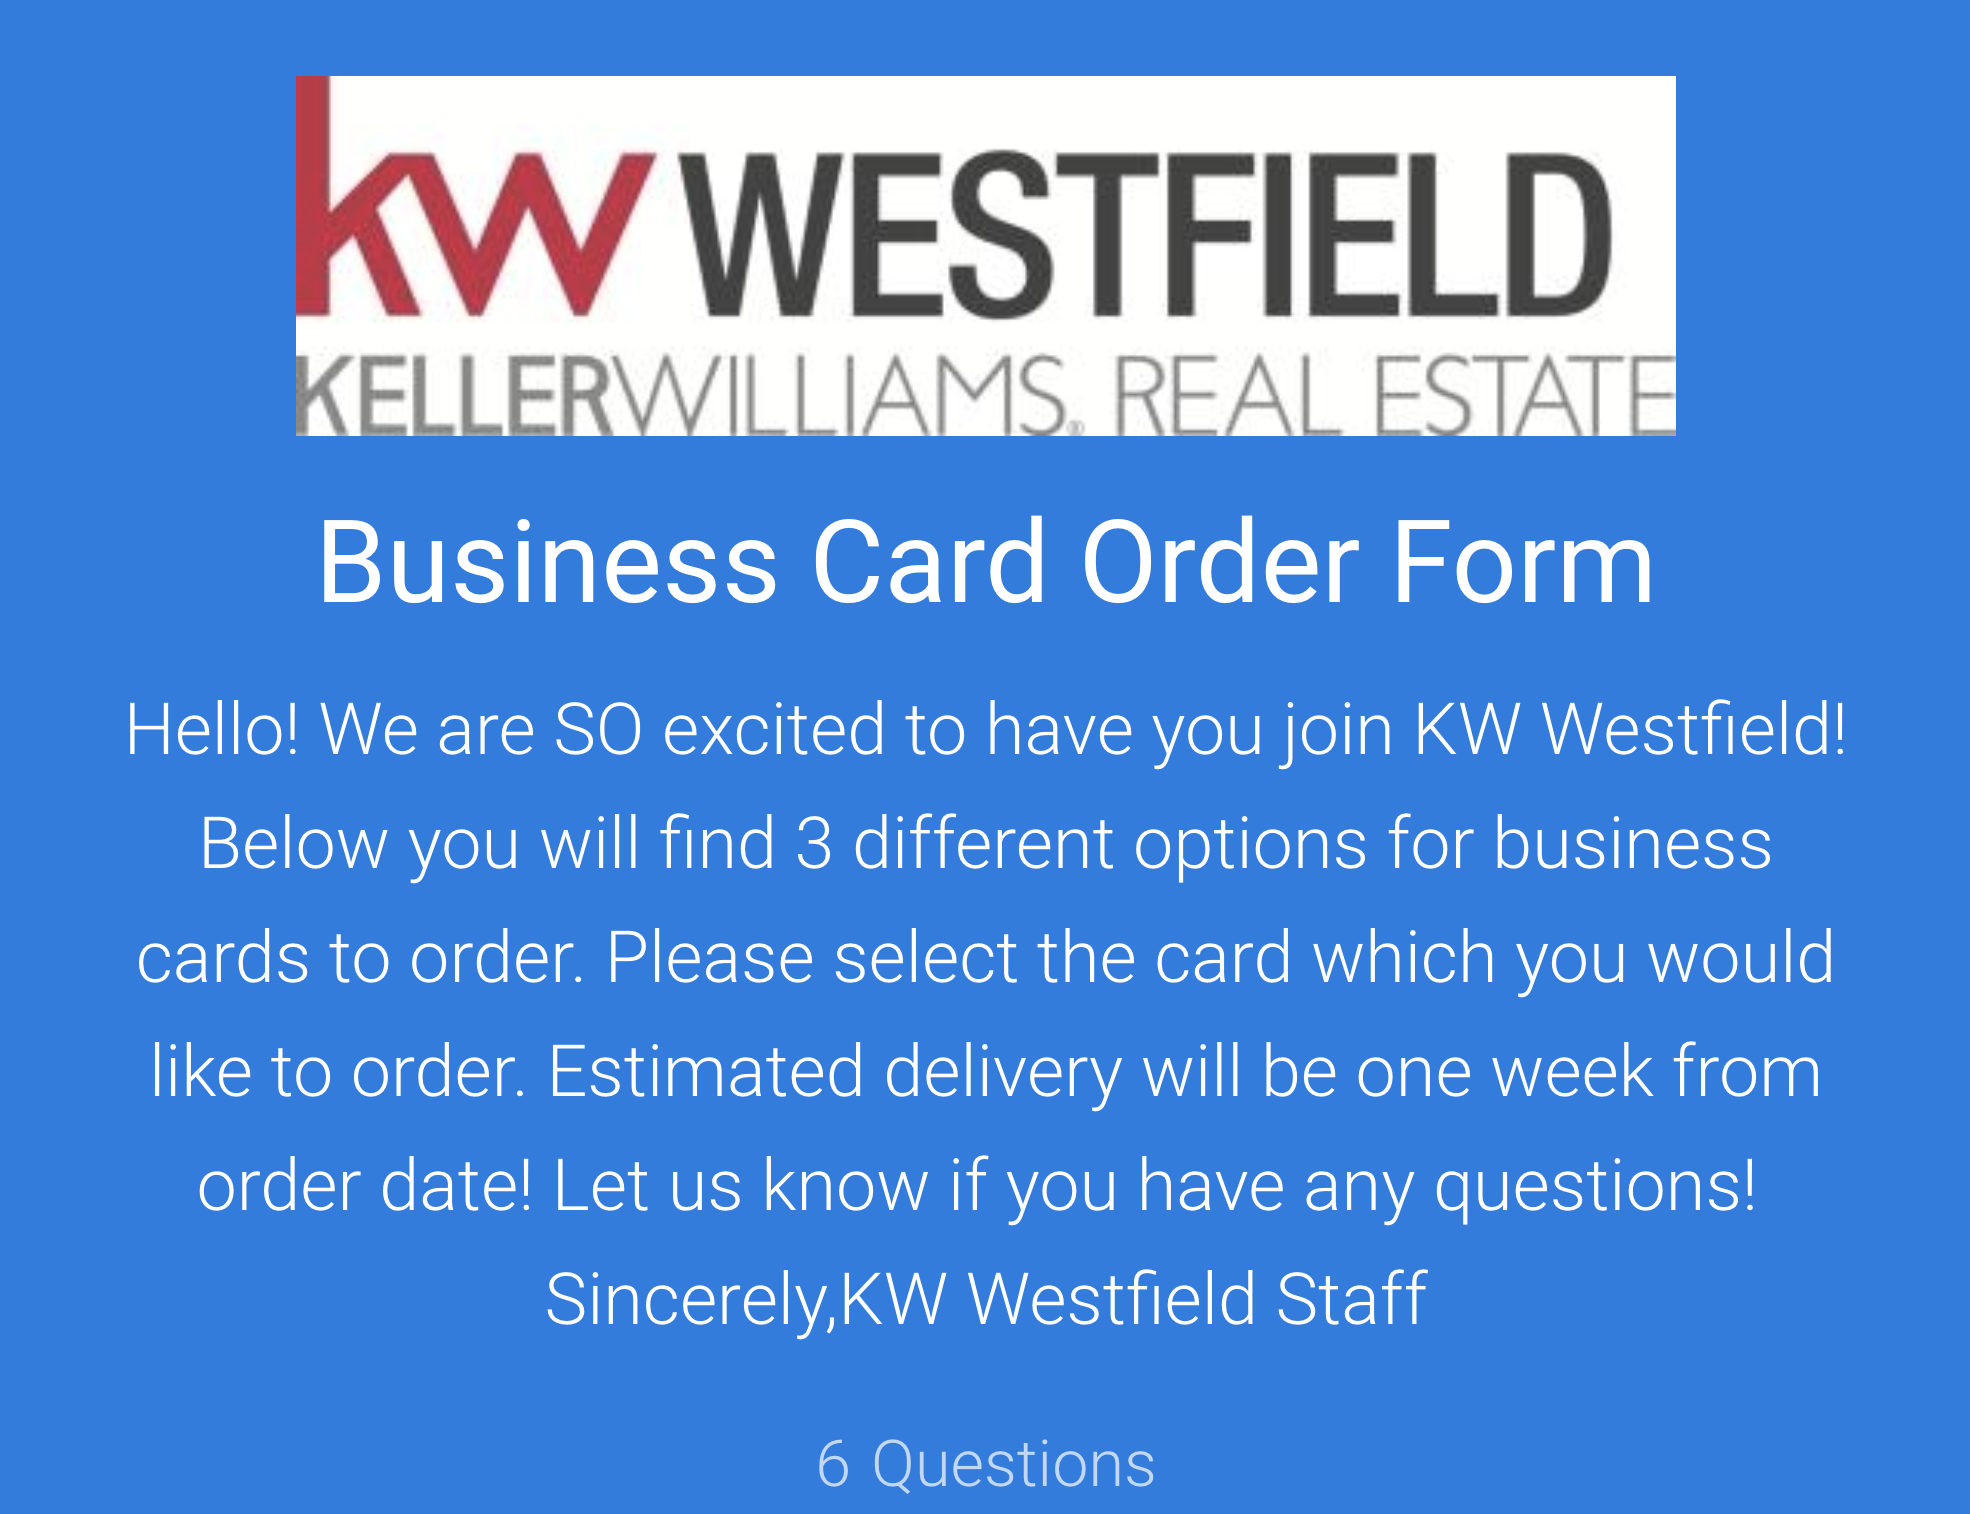 kw WESTFIELD
KELLERWILLIAMS® REAL ESTATE
Business Card Order Form
Hello! We are SO excited to have you join KW Westfield!
Below you will find 3 different options for business
cards to order. Please select the card which you would
like to order. Estimated delivery will be one week from
order date! Let us know if you have any questions!
Sincerely,KW Westfield Staff
6 Questions